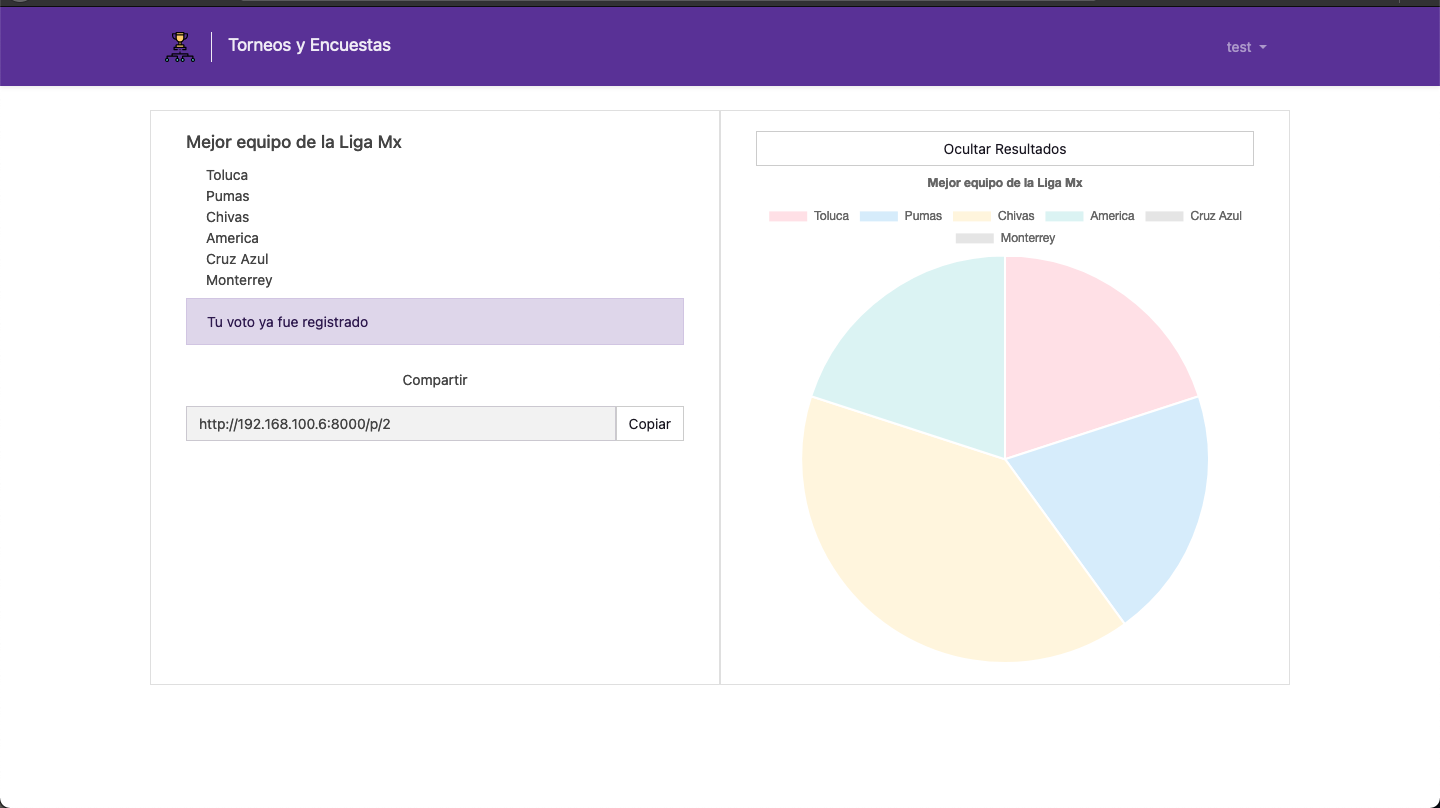 Torneos y Encuestas
test
Mejor equipo de la Liga Mx
Toluca
Pumas
Chivas
America
Cruz Azul
Monterrey
Tu voto ya fue registrado
Compartir
http://192.168.100.6:8000/p/2
Copiar
Ocultar Resultados
Mejor equipo de la Liga Mx
Toluca Pumas Chivas America Cruz Azul
Monterrey